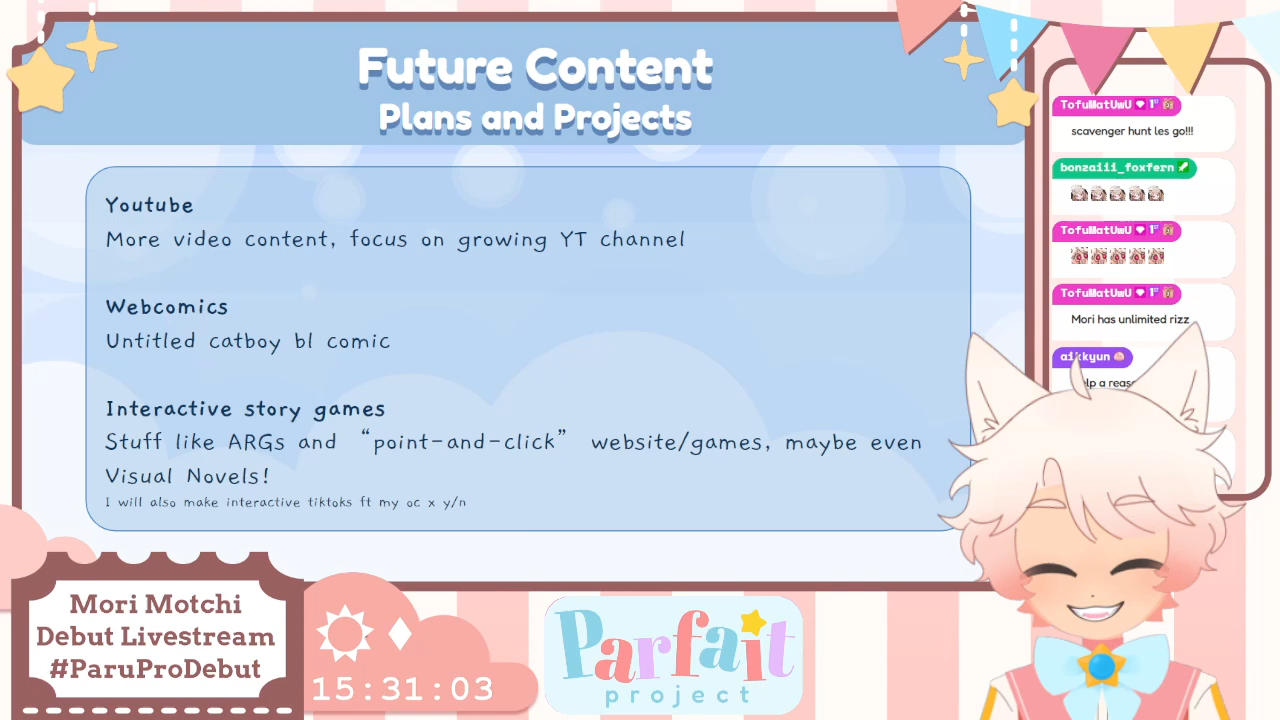 Future Content
Plans and Projects
Youtube
More video content, focus on growing YT channel
Webcomics
Untitled catboy bl comic
Interactive story games
Stuff like ARGs and “point-and-click” website/games, maybe even
Visual Novels!
I will also make interactive tiktoks ft my oc x y/n
TofuMatUwU
scavenger hunt les go!!!
bonzaiii_foxfern
TofuMatUwU
TofuMatUwU
Mori has unlimited rizz
aikkyun
Mori Motchi
Debut Livestream
#ParuProDebut
15:31:03
Parfait
project